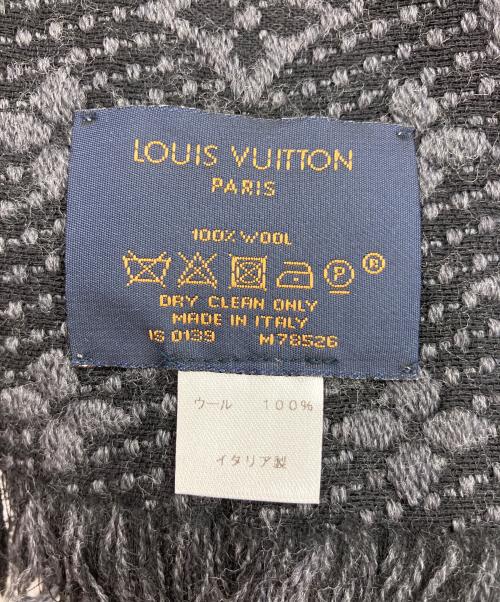 LOUIS VUITTON
PARIS
100% WOOL
P ®
DRY CLEAN ONLY
MADE IN ITALY
IS 0139 M78526
ウール 100%
イタリア製